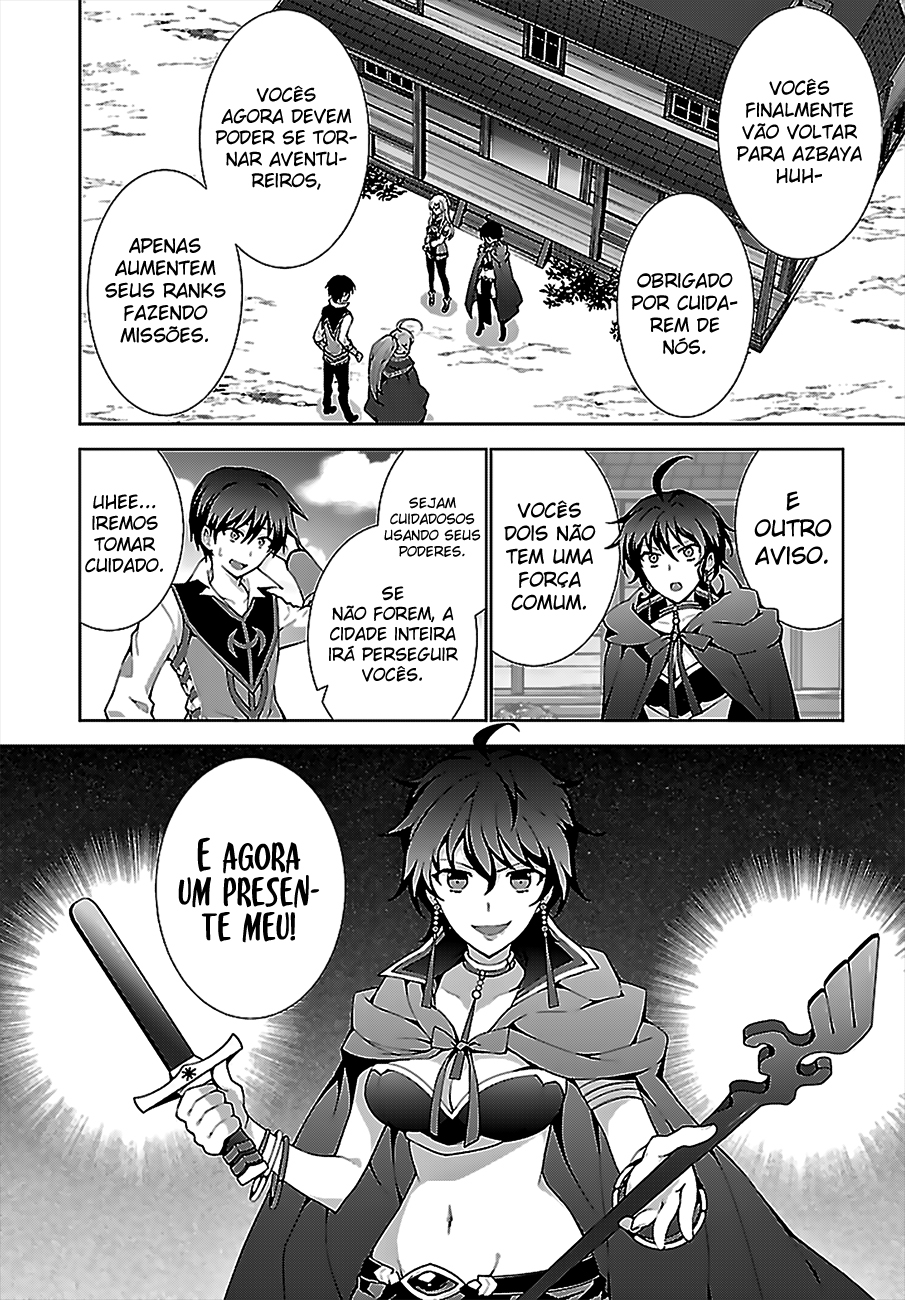 VOCÊS
FINALMENTE
VÃO VOLTAR
PARA AZBAYA
HUH-
OBRIGADO
POR CUIDA-
REM DE
NÓS.
VOCÊS
AGORA DEVEM
PODER SE TOR-
NAR AVENTU-
REIROS,
APENAS
AUMENTEM
SEUS RANKS
FAZENDO
MISSÕES.
E
OUTRO
AVISO.
VOCÊS
DOIS NÃO
TEM UMA
FORÇA
COMUM.
SEJAM
CUIDADOSOS
USANDO SEUS
PODERES.
SE
NÃO FOREM, A
CIDADE INTEIRA
IRÁ PERSEGUIR
VOCÊS.
UHEE...
IREMOS
TOMAR
CUIDADO.
E AGORA
UM PRESEN-
TE MEU!